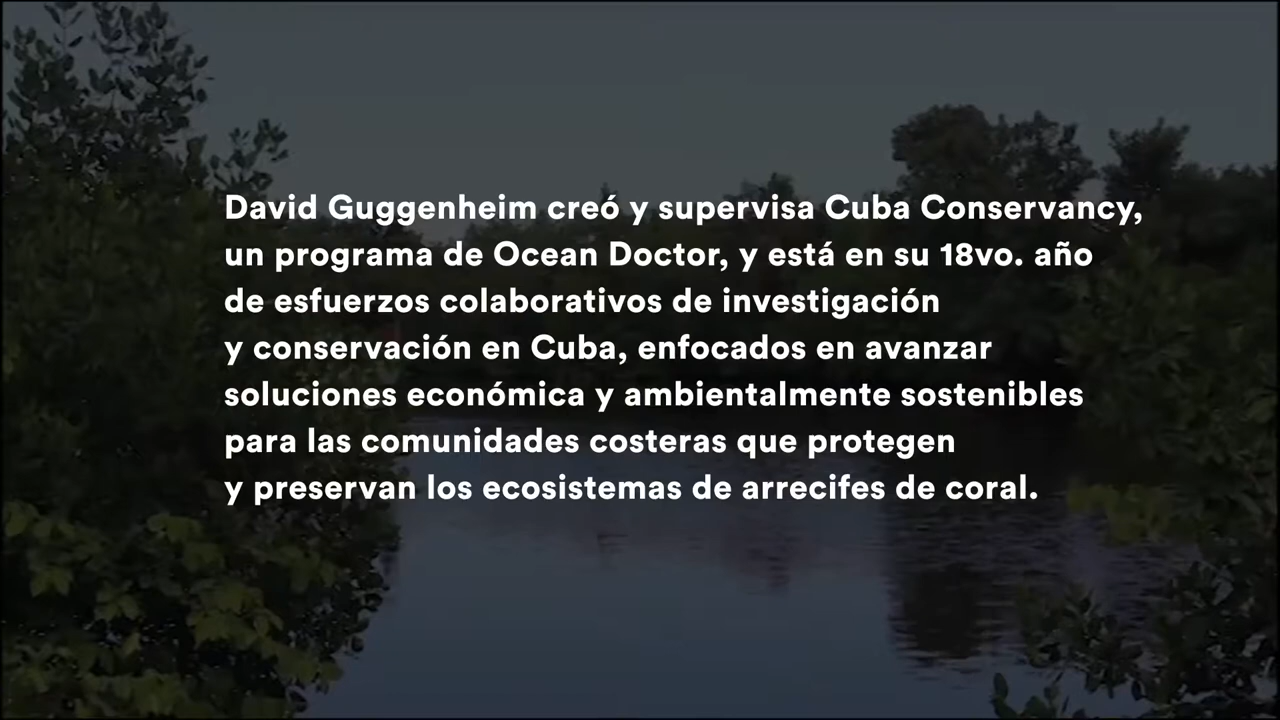 David Guggenheim creó y supervisa Cuba Conservancy,
un programa de Ocean Doctor, y está en su 18vo. año
de esfuerzos colaborativos de investigación
y conservación en Cuba, enfocados en avanzar
soluciones económica y ambientalmente sostenibles
para las comunidades costeras que protegen
y preservan los ecosistemas de arrecifes de coral.